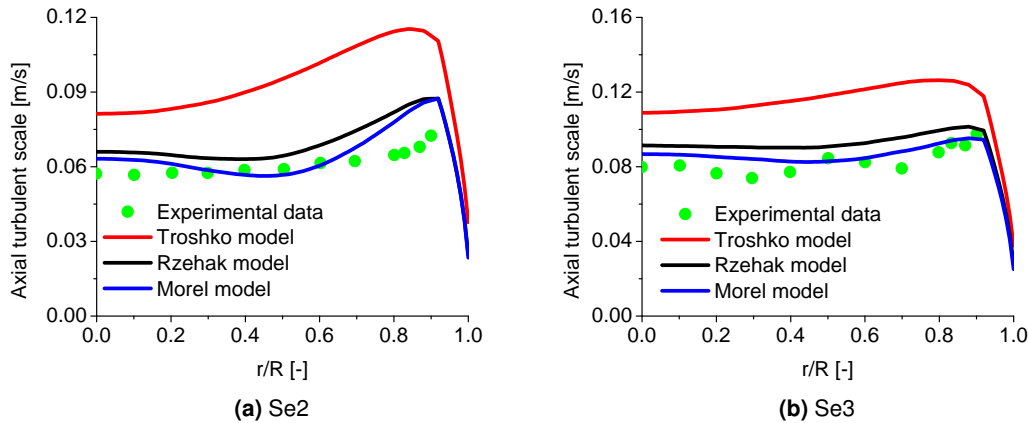 Axial turbulent scale [m/s]
0.12
0.09
0.06
0.03
0.00
Experimental data
Troshko model
Rzehak model
Morel model
0.0 0.2 0.4 0.6 0.8 1.0
r/R [-]
(a) Se2
Axial turbulent scale [m/s]
0.16
0.12
0.08
0.04
0.00
Experimental data
Troshko model
Rzehak model
Morel model
0.0 0.2 0.4 0.6 0.8 1.0
r/R [-]
(b) Se3